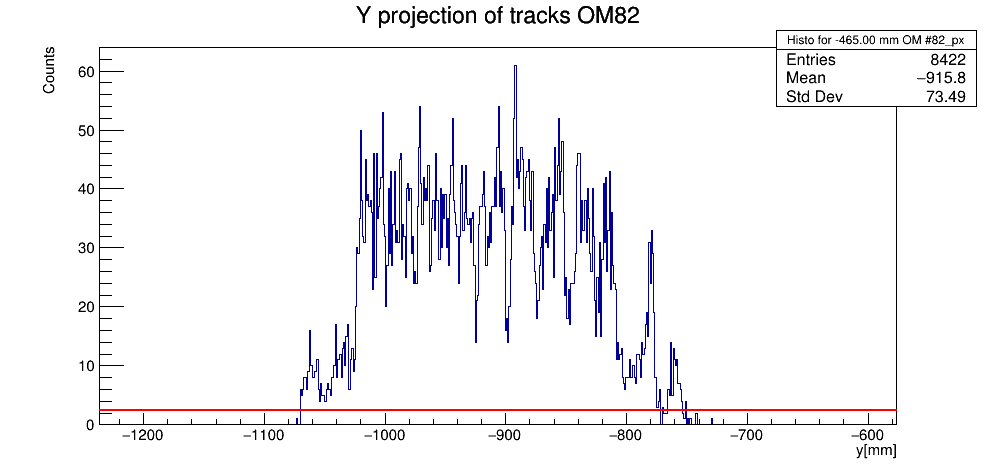 Y projection of tracks OM82
Histo for -465.00 mm OM #82_px
Entries 8422
Mean −915.8
Std Dev 73.49
Counts
60
50
40
30
20
10
0
−1200 −1100 −1000 −900 −800 −700 −600
y[mm]